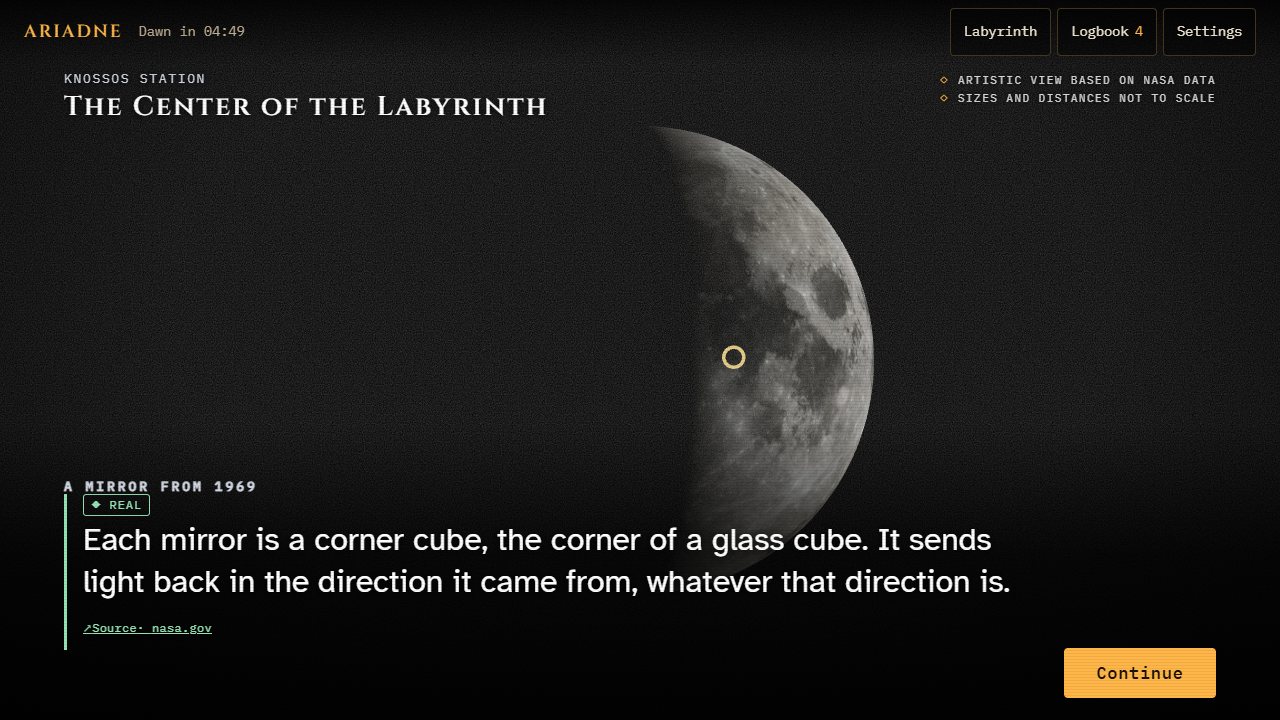 ARIADNE Dawn in 04:49
Labyrinth Logbook 4 Settings
KNOSSOS STATION
The Center of the Labyrinth
◇ ARTISTIC VIEW BASED ON NASA DATA
◇ SIZES AND DISTANCES NOT TO SCALE
A MIRROR FROM 1969
◆ REAL
Each mirror is a corner cube, the corner of a glass cube. It sends
light back in the direction it came from, whatever that direction is.
↗Source· nasa.gov
Continue